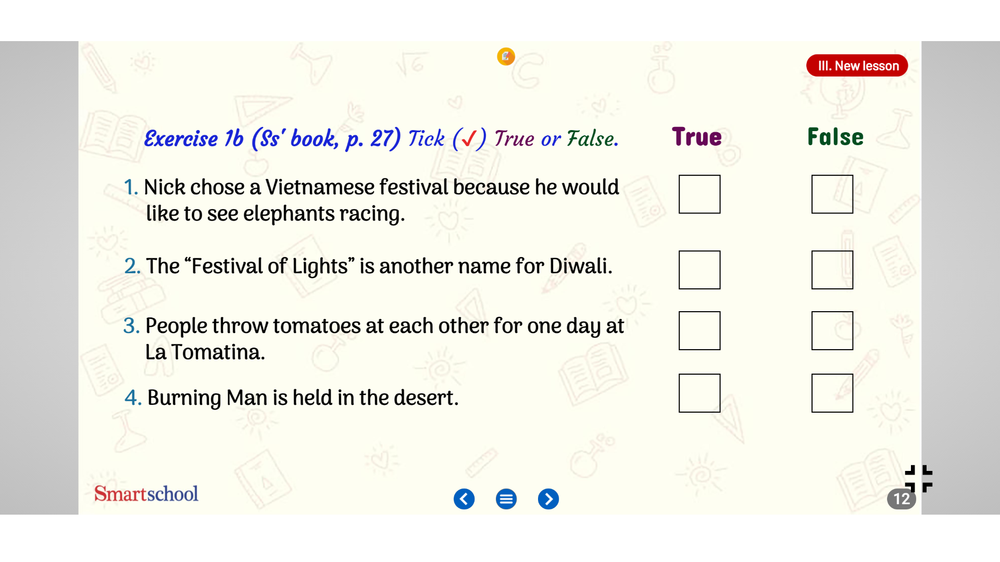 III. New lesson
Exercise 1b (Ss' book, p. 27) Tick (✓) True or False.
True
False
1. Nick chose a Vietnamese festival because he would
like to see elephants racing.
2. The “Festival of Lights” is another name for Diwali.
3. People throw tomatoes at each other for one day at
La Tomatina.
4. Burning Man is held in the desert.
Smartschool
12